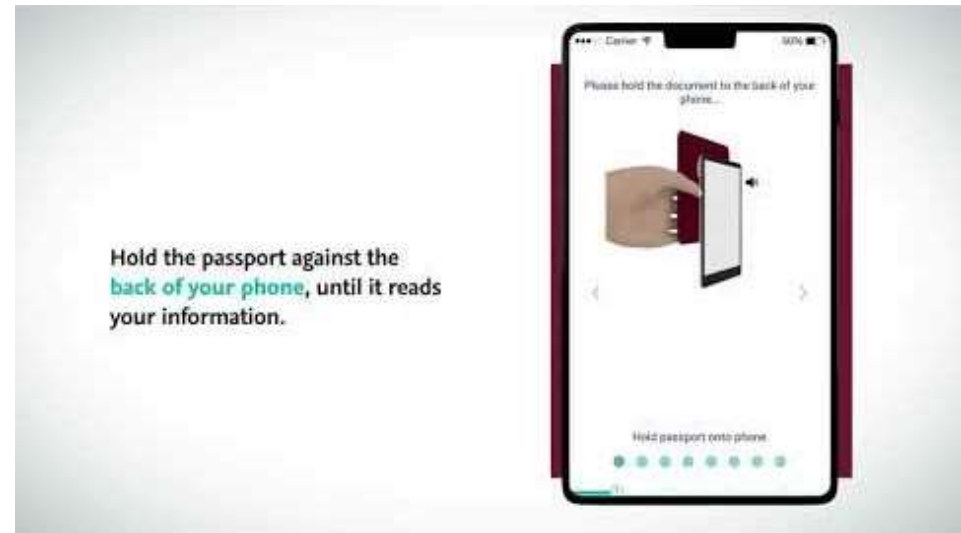 Hold the passport against the
back of your phone, until it reads
your information.
Carrier
Please hold the document to the back of your
phone...
Hold passport onto phone